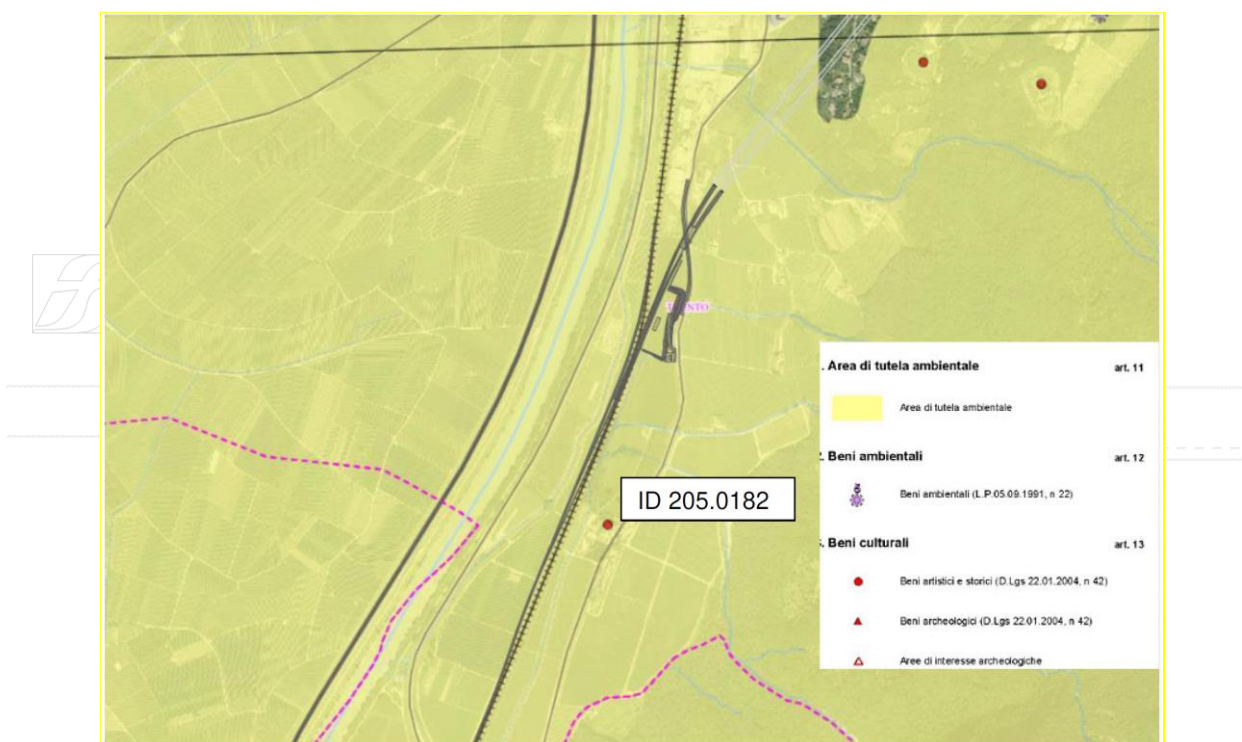 ID 205.0182
. Area di tutela ambientale art. 11
Area di tutela ambientale
. Beni ambientali art. 12
Beni ambientali (L.P.05.09.1991, n 22)
. Beni culturali art. 13
Beni artistici e storici (D.Lgs 22.01.2004, n 42)
Beni archeologici (D.Lgs 22.01.2004, n 42)
Aree di interesse archeologiche